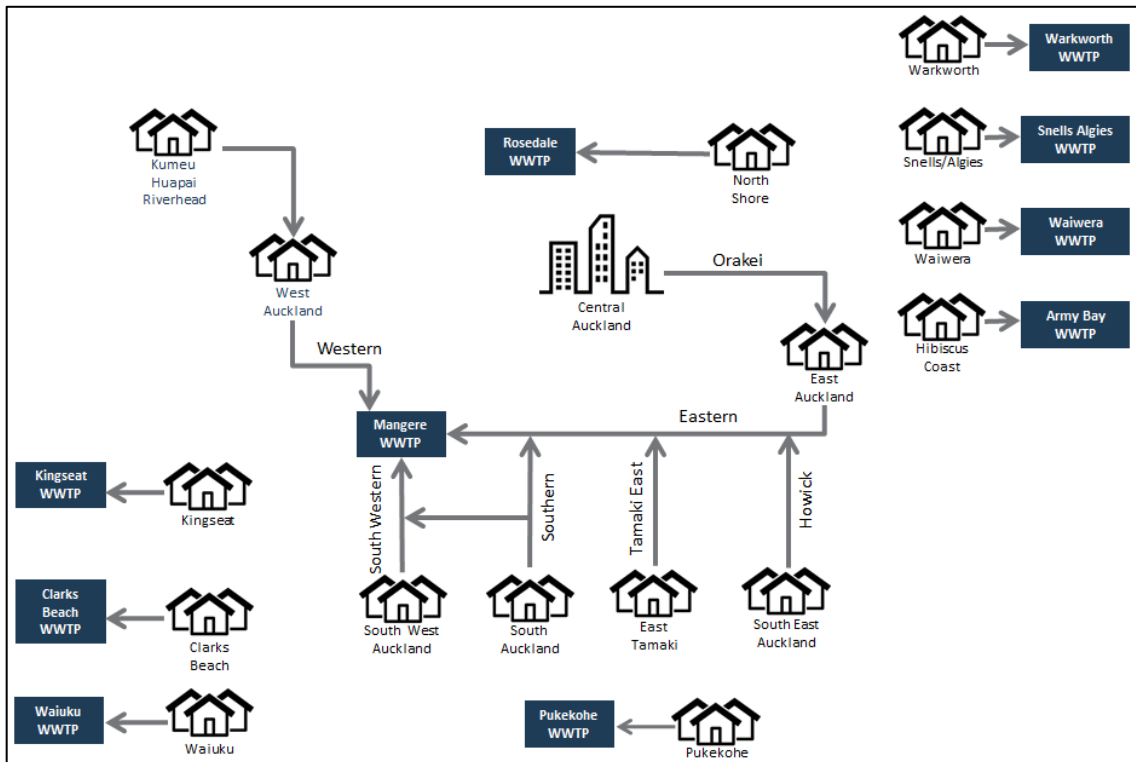 Warkworth
Warkworth
WWTP
Kumeu
Huapai
Riverhead
Rosedale
WWTP
North
Shore
Snells/Algies
Snells Algies
WWTP
Waiwera
Waiwera
WWTP
West
Auckland
Central
Auckland
Orakei
Hibiscus
Coast
Army Bay
WWTP
Western
East
Auckland
Mangere
WWTP
Eastern
Kingseat
WWTP
Kingseat
South Western
Southern
Tamaki East
Howick
Clarks
Beach
WWTP
Clarks
Beach
South West
Auckland
South
Auckland
East
Tamaki
South East
Auckland
Waiuku
WWTP
Waiuku
Pukekohe
WWTP
Pukekohe